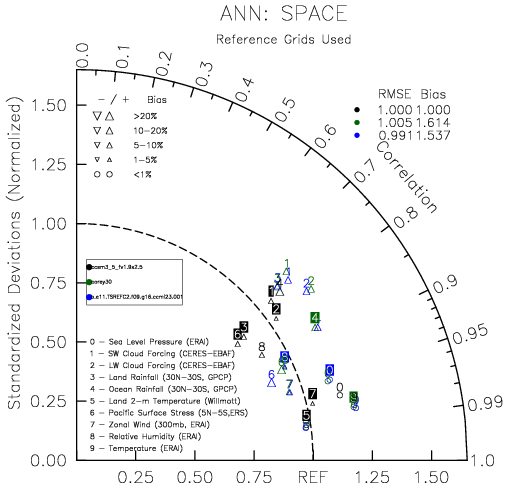 ANN: SPACE
Reference Grids Used
RMSE Bias
1.000 1.000
1.005 1.614
0.991 1.537
− / + Bias
>20%
10−20%
5−10%
1−5%
<1%
Standard Deviations (Normalized)
1.50
1.25
1.00
0.75
0.50
0.25
0.00
0.25
0.50
0.75
REF
1.25
1.50
Correlation
0.0
0.1
0.2
0.3
0.4
0.5
0.6
0.7
0.8
0.9
0.95
0.99
1.0
0 − Sea Level Pressure (ERAI)
1 − SW Cloud Forcing (CERES−EBAF)
2 − LW Cloud Forcing (CERES−EBAF)
3 − Land Rainfall (30N−30S, GPCP)
4 − Ocean Rainfall (30N−30S, GPCP)
5 − Land 2−m Temperature (Willmott)
6 − Pacific Surface Stress (5N−5S,ERS)
7 − Zonal Wind (300mb, ERAI)
8 − Relative Humidity (ERAI)
9 − Temperature (ERAI)